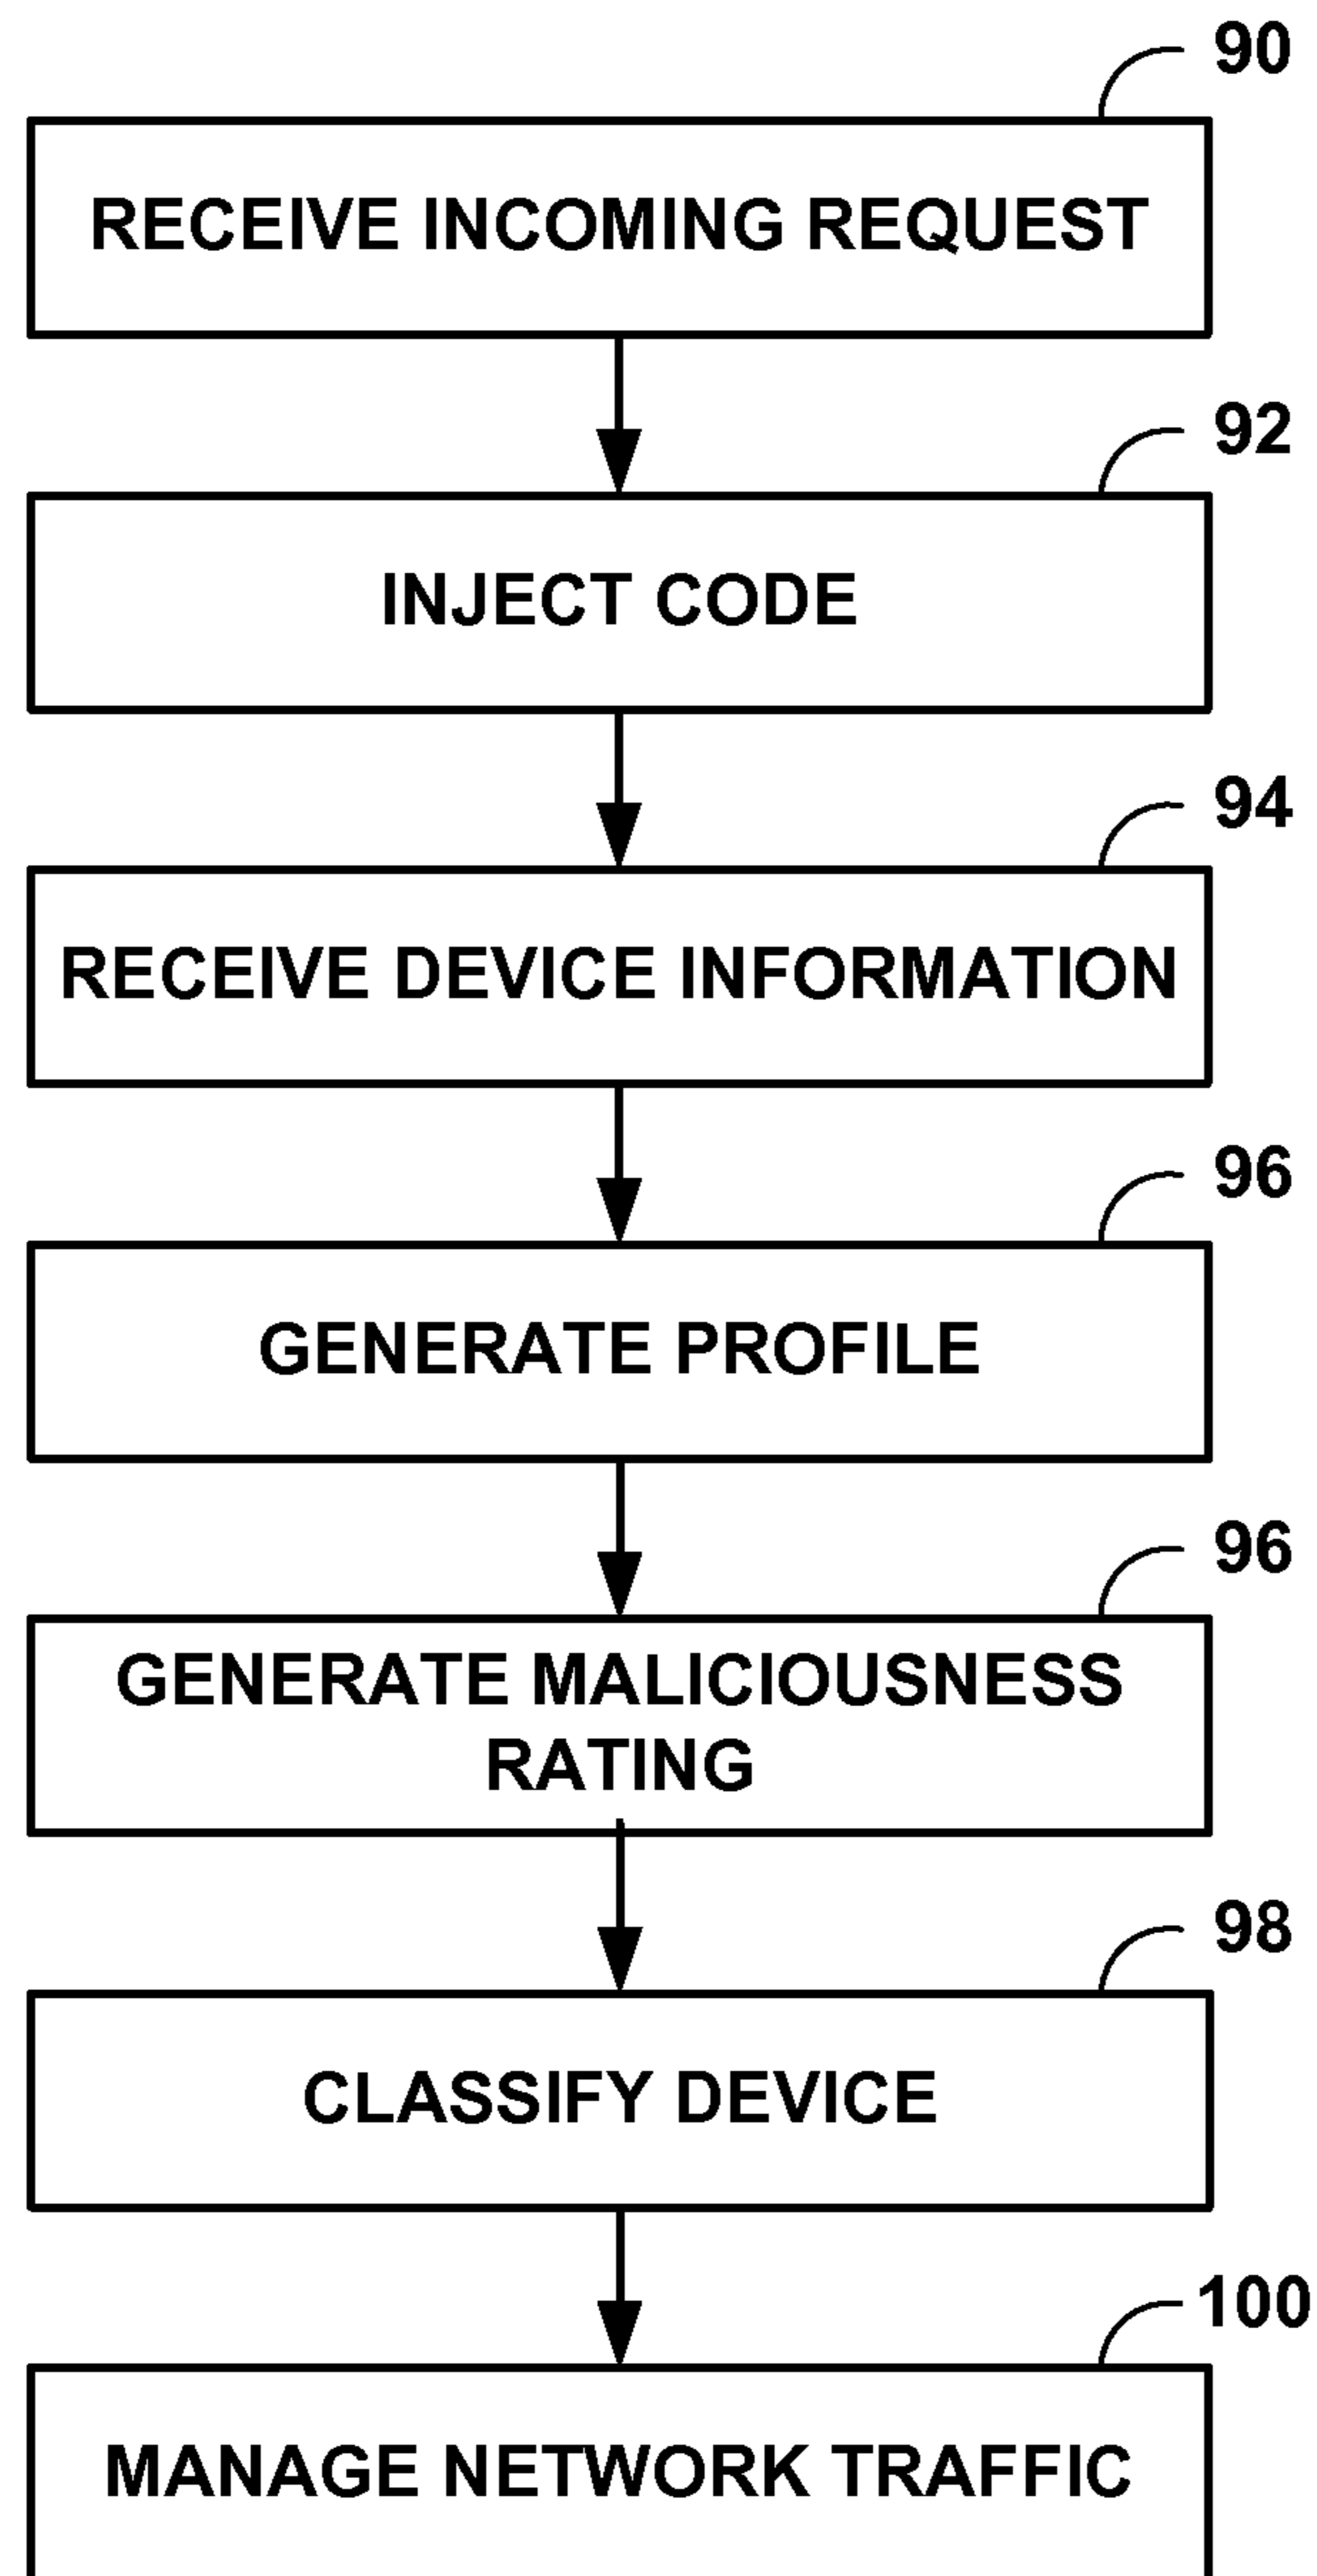 90
RECEIVE INCOMING REQUEST
92
INJECT CODE
94
RECEIVE DEVICE INFORMATION
96
GENERATE PROFILE
96
GENERATE MALICIOUSNESS
RATING
98
CLASSIFY DEVICE
100
MANAGE NETWORK TRAFFIC